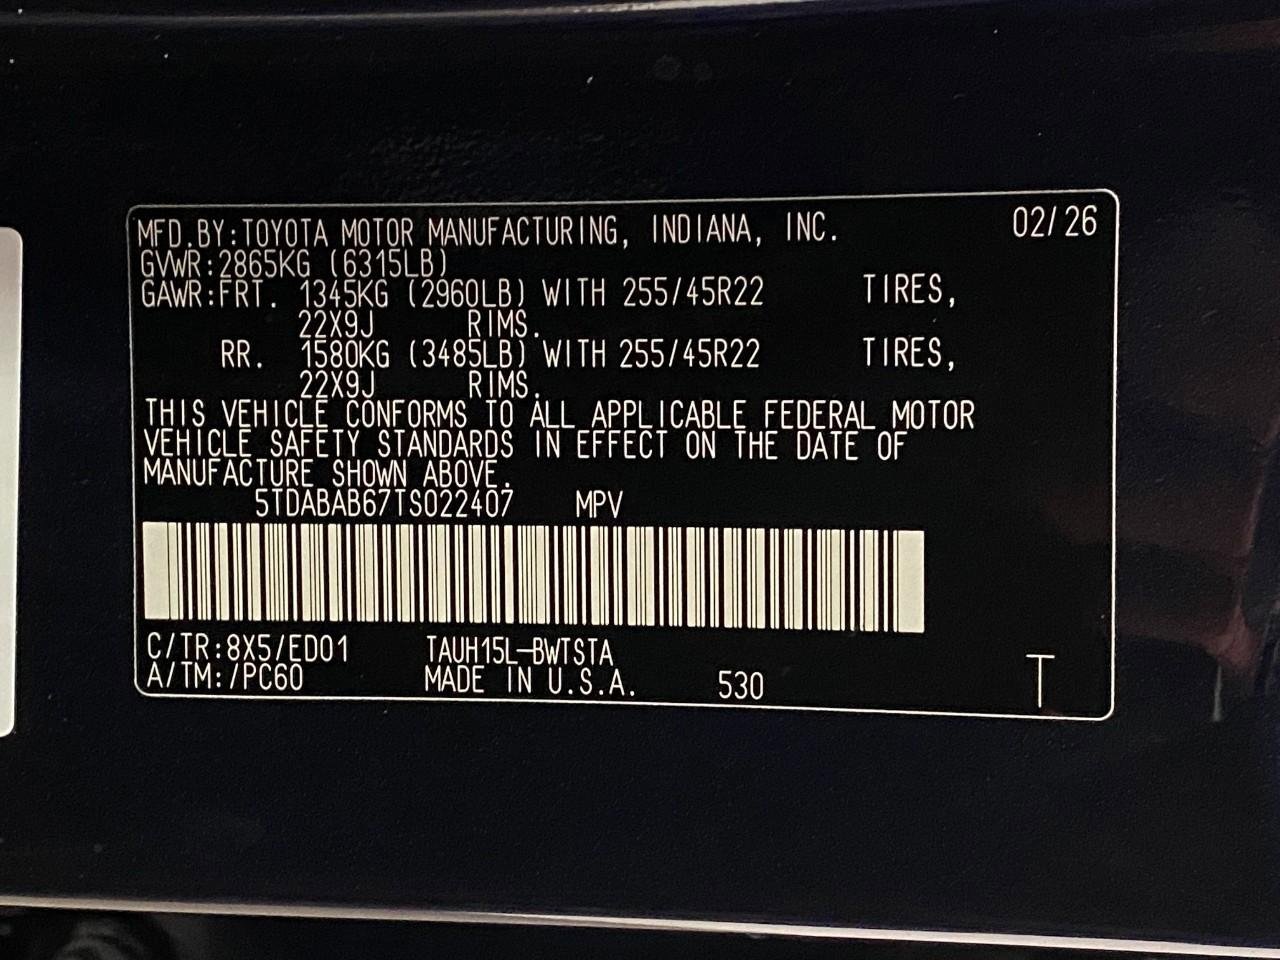 MFD.BY:TOYOTA MOTOR MANUFACTURING, INDIANA, INC. 02/26
GVWR:2865KG (6315LB)
GAWR:FRT. 1345KG (2960LB) WITH 255/45R22 TIRES,
22X9J RIMS.
RR. 1580KG (3485LB) WITH 255/45R22 TIRES,
22X9J RIMS.
THIS VEHICLE CONFORMS TO ALL APPLICABLE FEDERAL MOTOR
VEHICLE SAFETY STANDARDS IN EFFECT ON THE DATE OF
MANUFACTURE SHOWN ABOVE.
5TDABAB67TS022407 MPV
C/TR:8X5/ED01 TAUH15L-BWTSTA
A/TM:/PC60 MADE IN U.S.A. 530 T